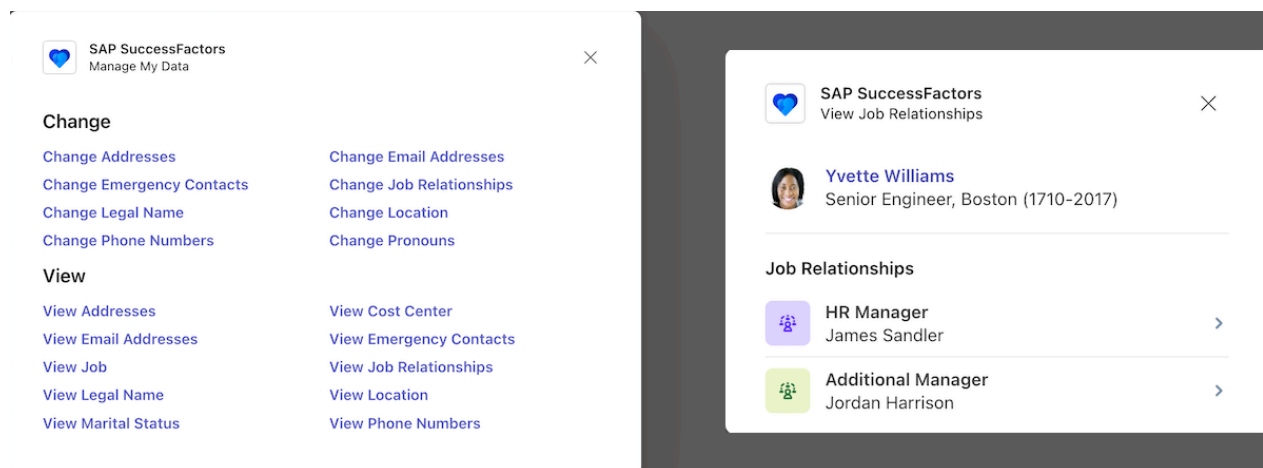 SAP SuccessFactors
Manage My Data
Change
Change Addresses
Change Email Addresses
Change Emergency Contacts
Change Job Relationships
Change Legal Name
Change Location
Change Phone Numbers
Change Pronouns
View
View Addresses
View Cost Center
View Email Addresses
View Emergency Contacts
View Job
View Job Relationships
View Legal Name
View Location
View Marital Status
View Phone Numbers
SAP SuccessFactors
View Job Relationships
Yvette Williams
Senior Engineer, Boston (1710-2017)
Job Relationships
HR Manager
James Sandler
Additional Manager
Jordan Harrison